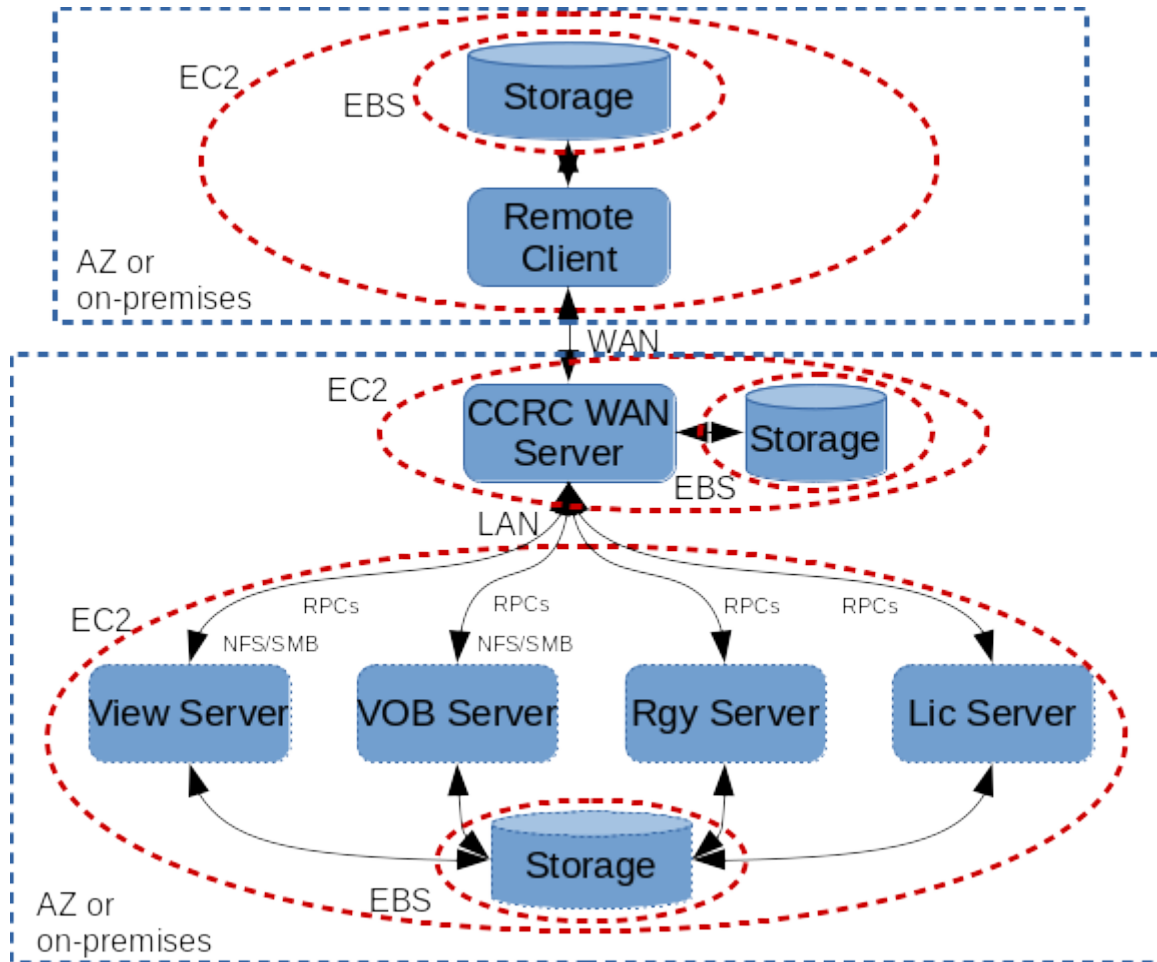 EC2
Storage
EBS
Remote
Client
AZ or
on-premises
WAN
EC2
CCRC WAN
Server
Storage
EBS
LAN
EC2
RPCs
RPCs
RPCs
RPCs
NFS/SMB
NFS/SMB
View Server
VOB Server
Rgy Server
Lic Server
Storage
EBS
AZ or
on-premises